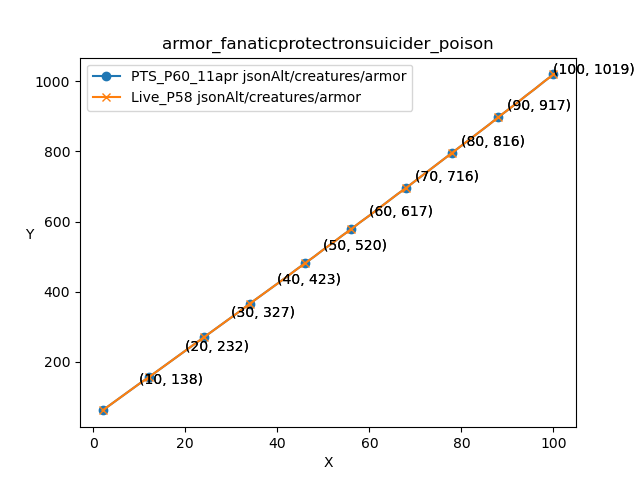 armor_fanaticprotectronsuicider_poison
PTS_P60_11apr jsonAlt/creatures/armor
Live_P58 jsonAlt/creatures/armor
(100, 1019)
(90, 917)
(80, 816)
(70, 716)
(60, 617)
(50, 520)
(40, 423)
(30, 327)
(20, 232)
(10, 138)
1000
800
600
400
200
Y
0 20 40 60 80 100
X